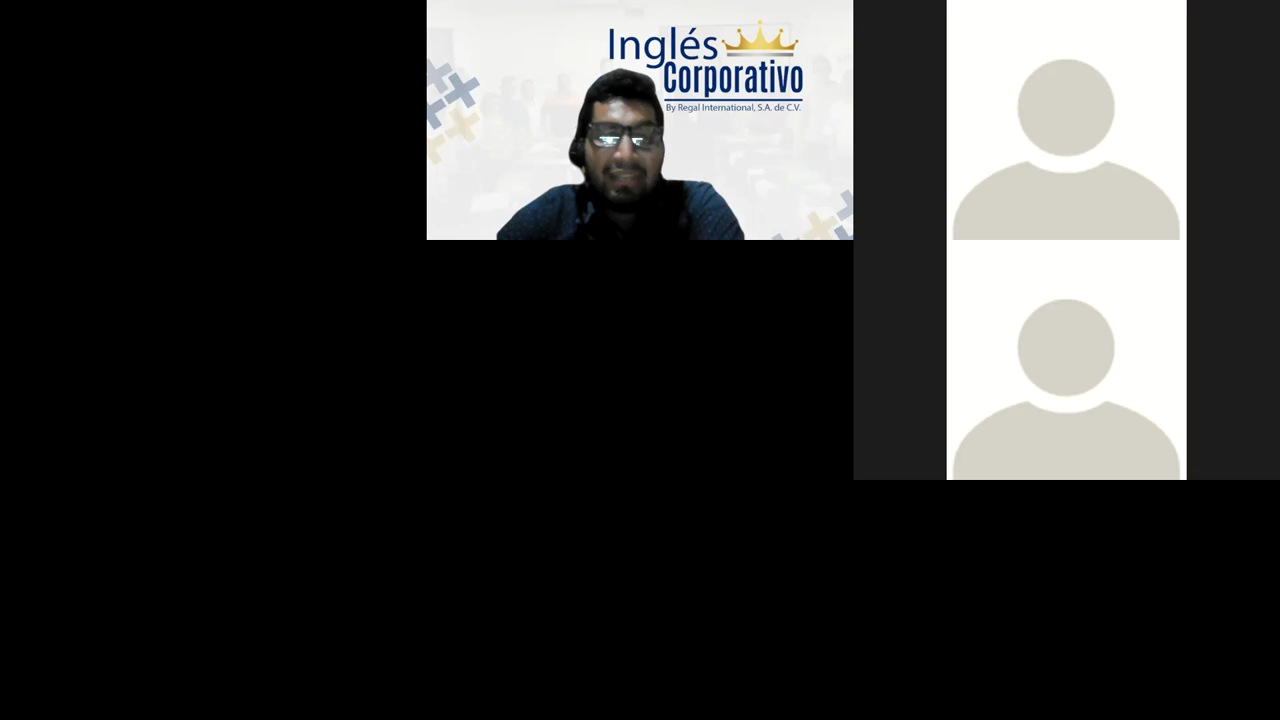 Inglés
Corporativo
By Regal International, S.A. de C.V.